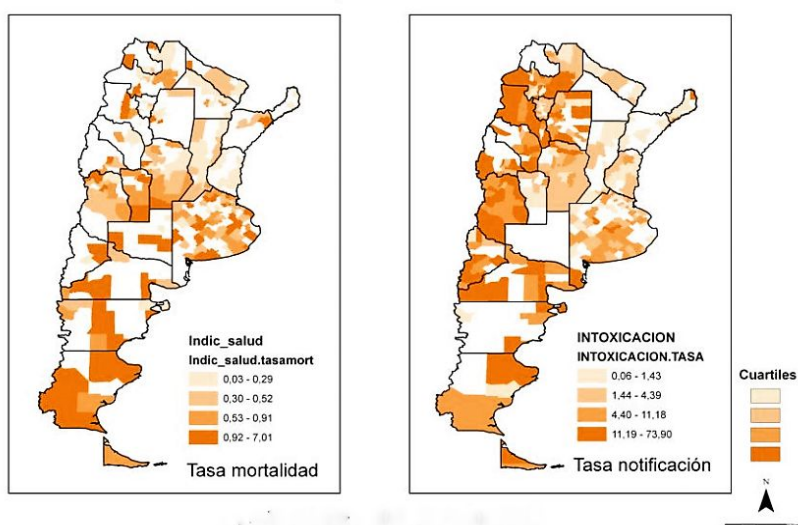 Indic_salud
Indic_salud.tasamort
0,03 - 0,29
0,30 - 0,52
0,53 - 0,91
0,92 - 7,01
Tasa mortalidad
INTOXICACION
INTOXICACION.TASA
0,06 - 1,43
1,44 - 4,39
4,40 - 11,18
11,19 - 73,90
Tasa notificación
Cuartiles
N